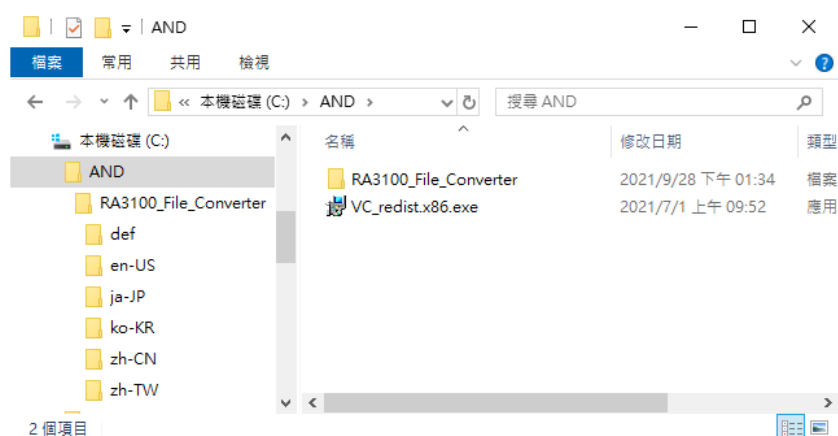 AND
檔案 常用 共用 檢視
« 本機磁碟 (C:) › AND › 搜尋 AND
本機磁碟 (C:)
AND
RA3100_File_Converter
def
en-US
ja-JP
ko-KR
zh-CN
zh-TW
名稱 修改日期 類型
RA3100_File_Converter 2021/9/28 下午 01:34 檔案
VC_redist.x86.exe 2021/7/1 上午 09:52 應用
2 個項目